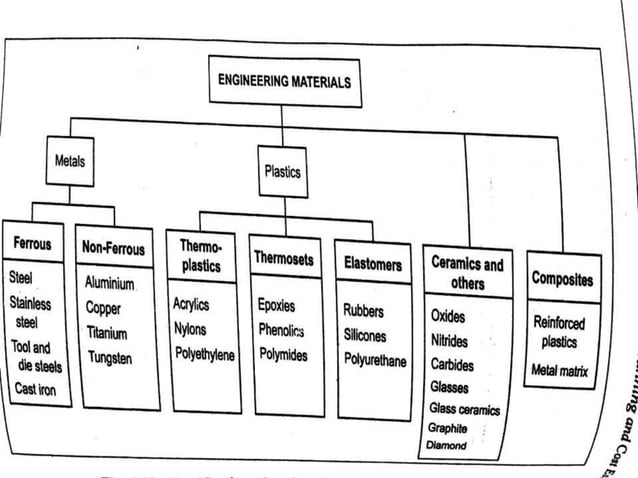 ENGINEERING MATERIALS
Metals
Plastics
Ferrous
Steel
Stainless
steel
Tool and
die steels
Cast iron
Non-Ferrous
Aluminium
Copper
Titanium
Tungsten
Thermo-
plastics
Acrylics
Nylons
Polyethylene
Thermosets
Epoxies
Phenolics
Polymides
Elastomers
Rubbers
Silicones
Polyurethane
Ceramics and
others
Oxides
Nitrides
Carbides
Glasses
Glass ceramics
Graphite
Diamond
Composites
Reinforced
plastics
Metal matrix
and Cost